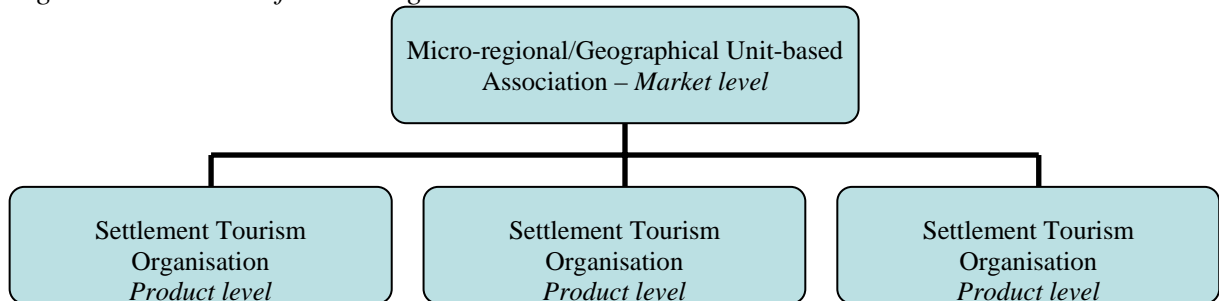 Micro-regional/Geographical Unit-based
Association – Market level
Settlement Tourism
Organisation
Product level
Settlement Tourism
Organisation
Product level
Settlement Tourism
Organisation
Product level